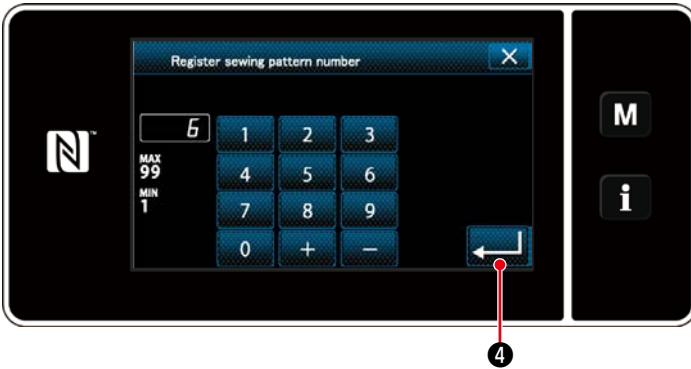 Register sewing pattern number
6
1 2 3
MAX
99
4 5 6
MIN
1
7 8 9
0 + −
M
i
4